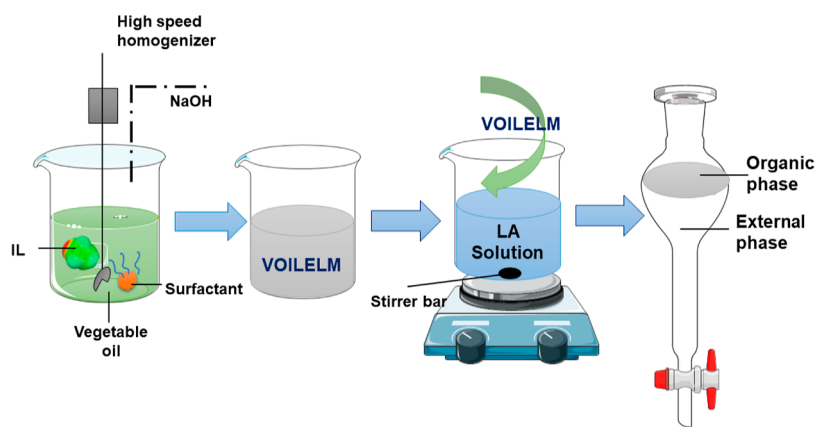 High speed
homogenizer
NaOH
IL
Surfactant
Vegetable
oil
VOILELM
VOILELM
LA
Solution
Stirrer bar
Organic
phase
External
phase